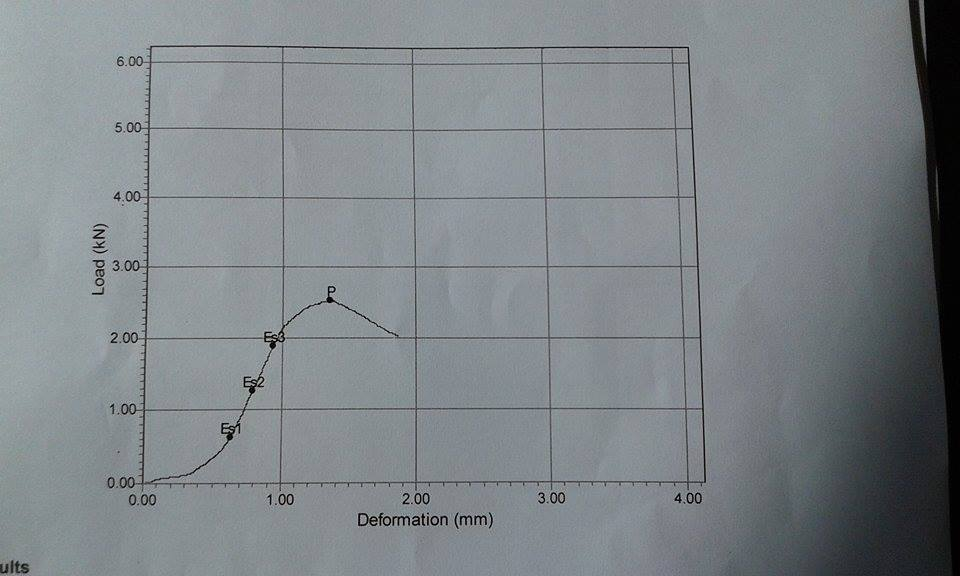 6.00
5.00
4.00
3.00
2.00
1.00
0.00
Load (kN)
P
Es3
Es2
Es1
0.00 1.00 2.00 3.00 4.00
Deformation (mm)
ults